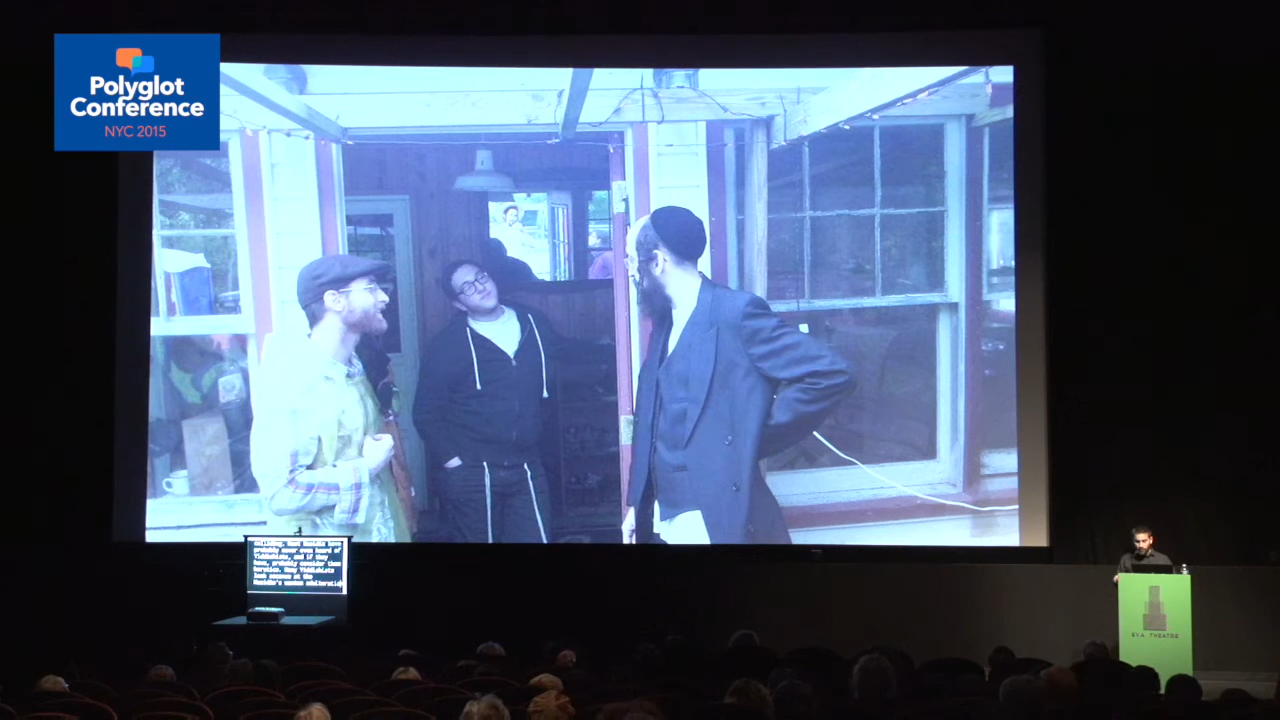 Polyglot
Conference
NYC 2015
probably never even heard of
Yiddishists, and if they
have, probably consider them
heretics. Many Yiddishists
look askance at the
SVA THEATRE